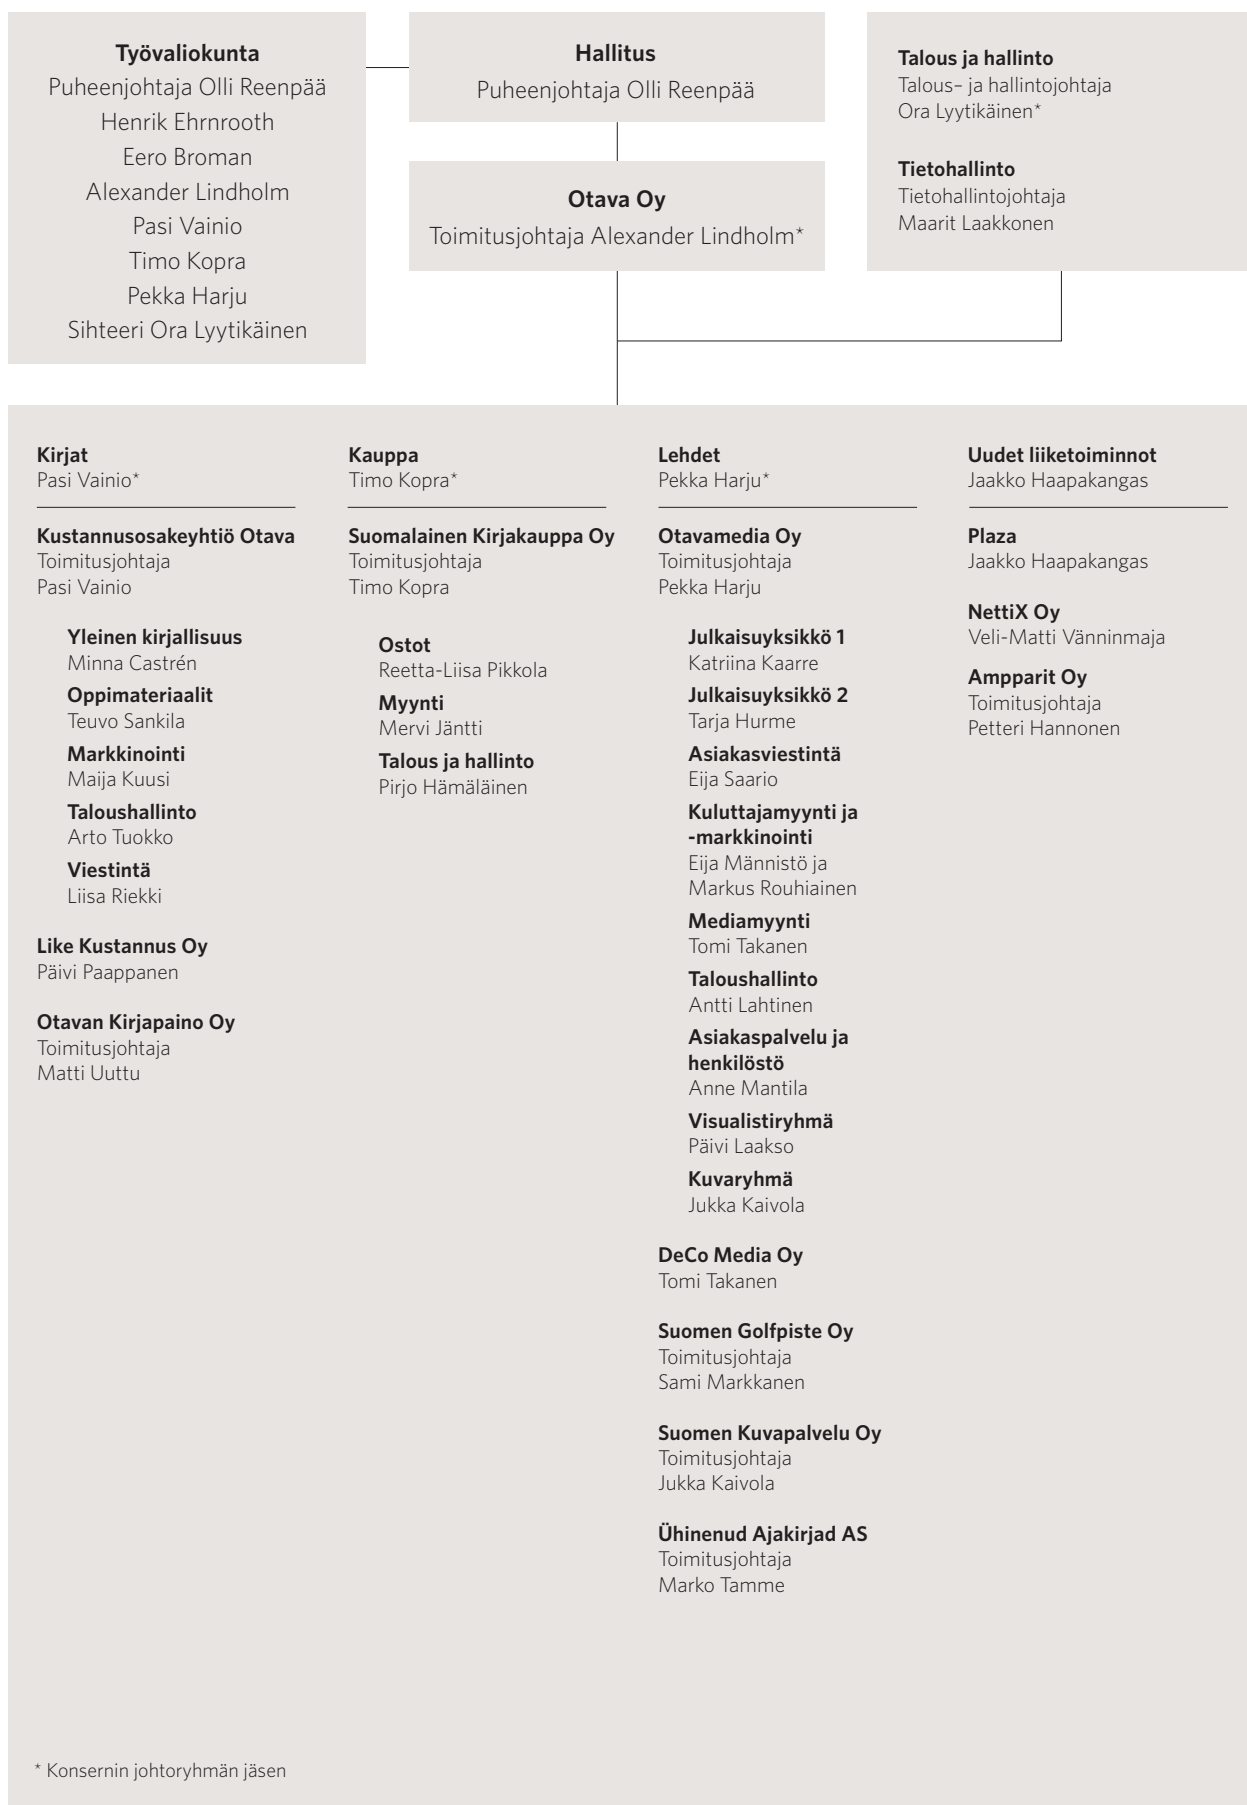 Työvaliokunta
Puheenjohtaja Olli Reenpää
Henrik Ehrnrooth
Eero Broman
Alexander Lindholm
Pasi Vainio
Timo Kopra
Pekka Harju
Sihteeri Ora Lyytikäinen
Hallitus
Puheenjohtaja Olli Reenpää
Otava Oy
Toimitusjohtaja Alexander Lindholm*
Talous ja hallinto
Talous– ja hallintojohtaja
Ora Lyytikäinen*
Tietohallinto
Tietohallintojohtaja
Maarit Laakkonen
Kirjat
Pasi Vainio*
Kustannusosakeyhtiö Otava
Toimitusjohtaja
Pasi Vainio
Yleinen kirjallisuus
Minna Castrén
Oppimateriaalit
Teuvo Sankila
Markkinointi
Maija Kuusi
Taloushallinto
Arto Tuokko
Viestintä
Liisa Riekki
Like Kustannus Oy
Päivi Paappanen
Otavan Kirjapaino Oy
Toimitusjohtaja
Matti Uuttu
Kauppa
Timo Kopra*
Suomalainen Kirjakauppa Oy
Toimitusjohtaja
Timo Kopra
Ostot
Reetta-Liisa Pikkola
Myynti
Mervi Jäntti
Talous ja hallinto
Pirjo Hämäläinen
Lehdet
Pekka Harju*
Otavamedia Oy
Toimitusjohtaja
Pekka Harju
Julkaisuyksikkö 1
Katriina Kaarre
Julkaisuyksikkö 2
Tarja Hurme
Asiakasviestintä
Eija Saario
Kuluttajamyynti ja
-markkinointi
Eija Männistö ja
Markus Rouhiainen
Mediamyynti
Tomi Takanen
Taloushallinto
Antti Lahtinen
Asiakaspalvelu ja
henkilöstö
Anne Mantila
Visualistiryhmä
Päivi Laakso
Kuvaryhmä
Jukka Kaivola
DeCo Media Oy
Tomi Takanen
Suomen Golfpiste Oy
Toimitusjohtaja
Sami Markkanen
Suomen Kuvapalvelu Oy
Toimitusjohtaja
Jukka Kaivola
Ühinenud Ajakirjad AS
Toimitusjohtaja
Marko Tamme
Uudet liiketoiminnot
Jaakko Haapakangas
Plaza
Jaakko Haapakangas
NettiX Oy
Veli-Matti Vänninmaja
Ampparit Oy
Toimitusjohtaja
Petteri Hannonen
* Konsernin johtoryhmän jäsen